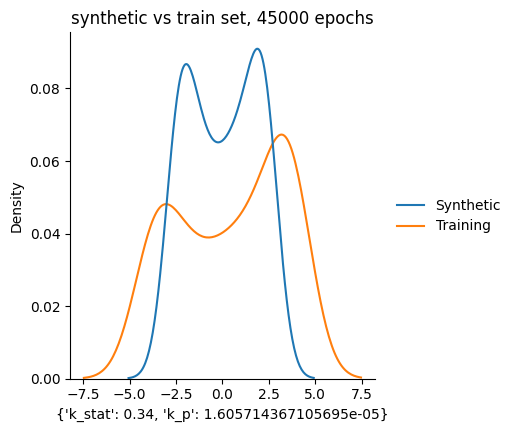 synthetic vs train set, 45000 epochs
0.08
0.06
0.04
0.02
0.00
Density
Synthetic
Training
−7.5 −5.0 −2.5 0.0 2.5 5.0 7.5
{'k_stat': 0.34, 'k_p': 1.605714367105695e-05}